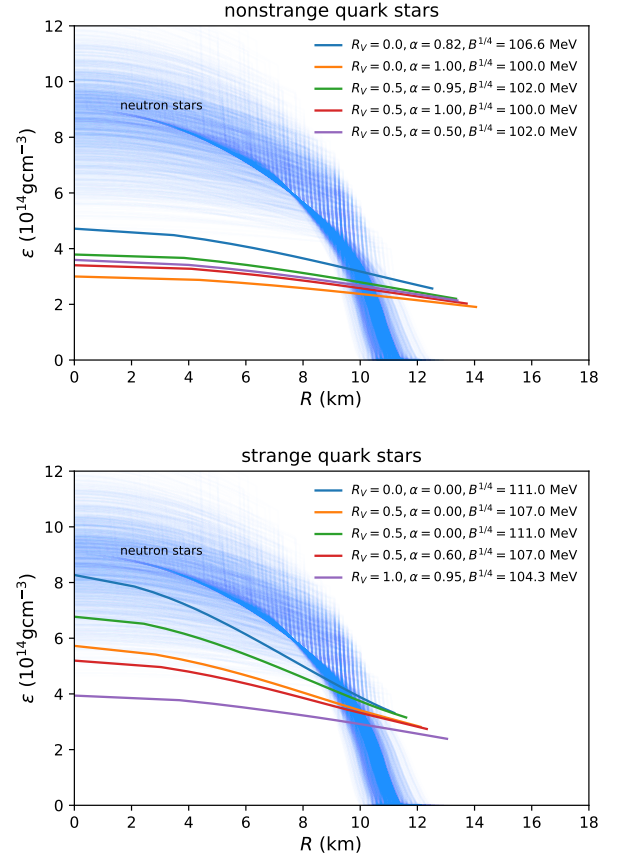 nonstrange quark stars
12
10
8
6
4
2
0
ε (10¹⁴gcm⁻³)
neutron stars
R_V = 0.0, α = 0.82, B^{1/4} = 106.6 MeV
R_V = 0.0, α = 1.00, B^{1/4} = 100.0 MeV
R_V = 0.5, α = 0.95, B^{1/4} = 102.0 MeV
R_V = 0.5, α = 1.00, B^{1/4} = 100.0 MeV
R_V = 0.5, α = 0.50, B^{1/4} = 102.0 MeV
0 2 4 6 8 10 12 14 16 18
R (km)
strange quark stars
12
10
8
6
4
2
0
ε (10¹⁴gcm⁻³)
neutron stars
R_V = 0.0, α = 0.00, B^{1/4} = 111.0 MeV
R_V = 0.5, α = 0.00, B^{1/4} = 107.0 MeV
R_V = 0.5, α = 0.00, B^{1/4} = 111.0 MeV
R_V = 0.5, α = 0.60, B^{1/4} = 107.0 MeV
R_V = 1.0, α = 0.95, B^{1/4} = 104.3 MeV
0 2 4 6 8 10 12 14 16 18
R (km)